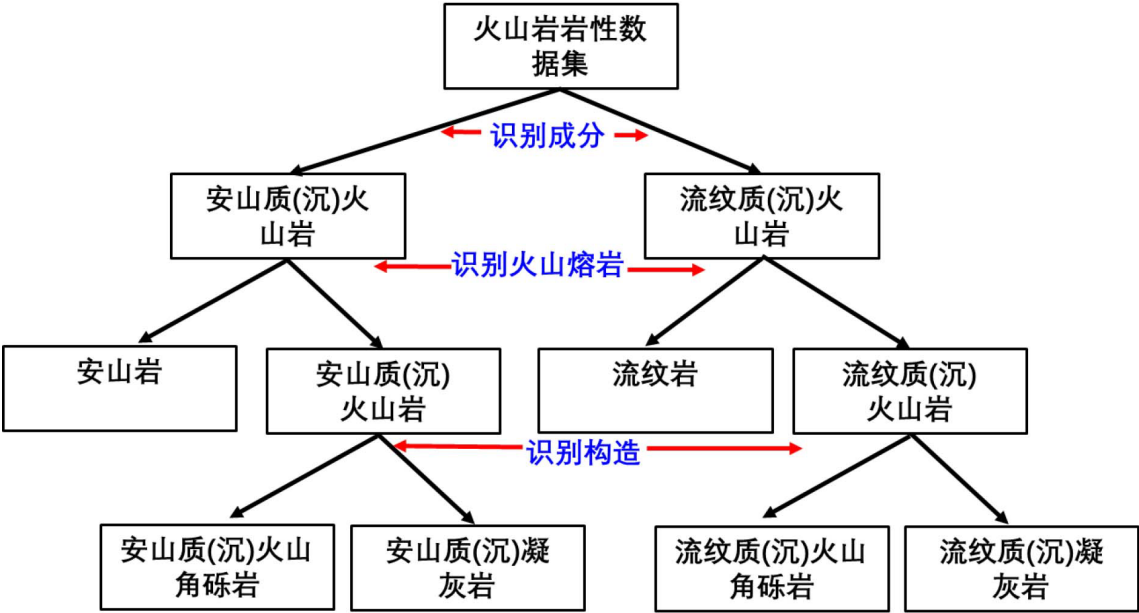 火山岩岩性数
据集
识别成分
安山质(沉)火
山岩
流纹质(沉)火
山岩
识别火山熔岩
安山岩
安山质(沉)
火山岩
流纹岩
流纹质(沉)
火山岩
识别构造
安山质(沉)火山
角砾岩
安山质(沉)凝
灰岩
流纹质(沉)火山
角砾岩
流纹质(沉)凝
灰岩